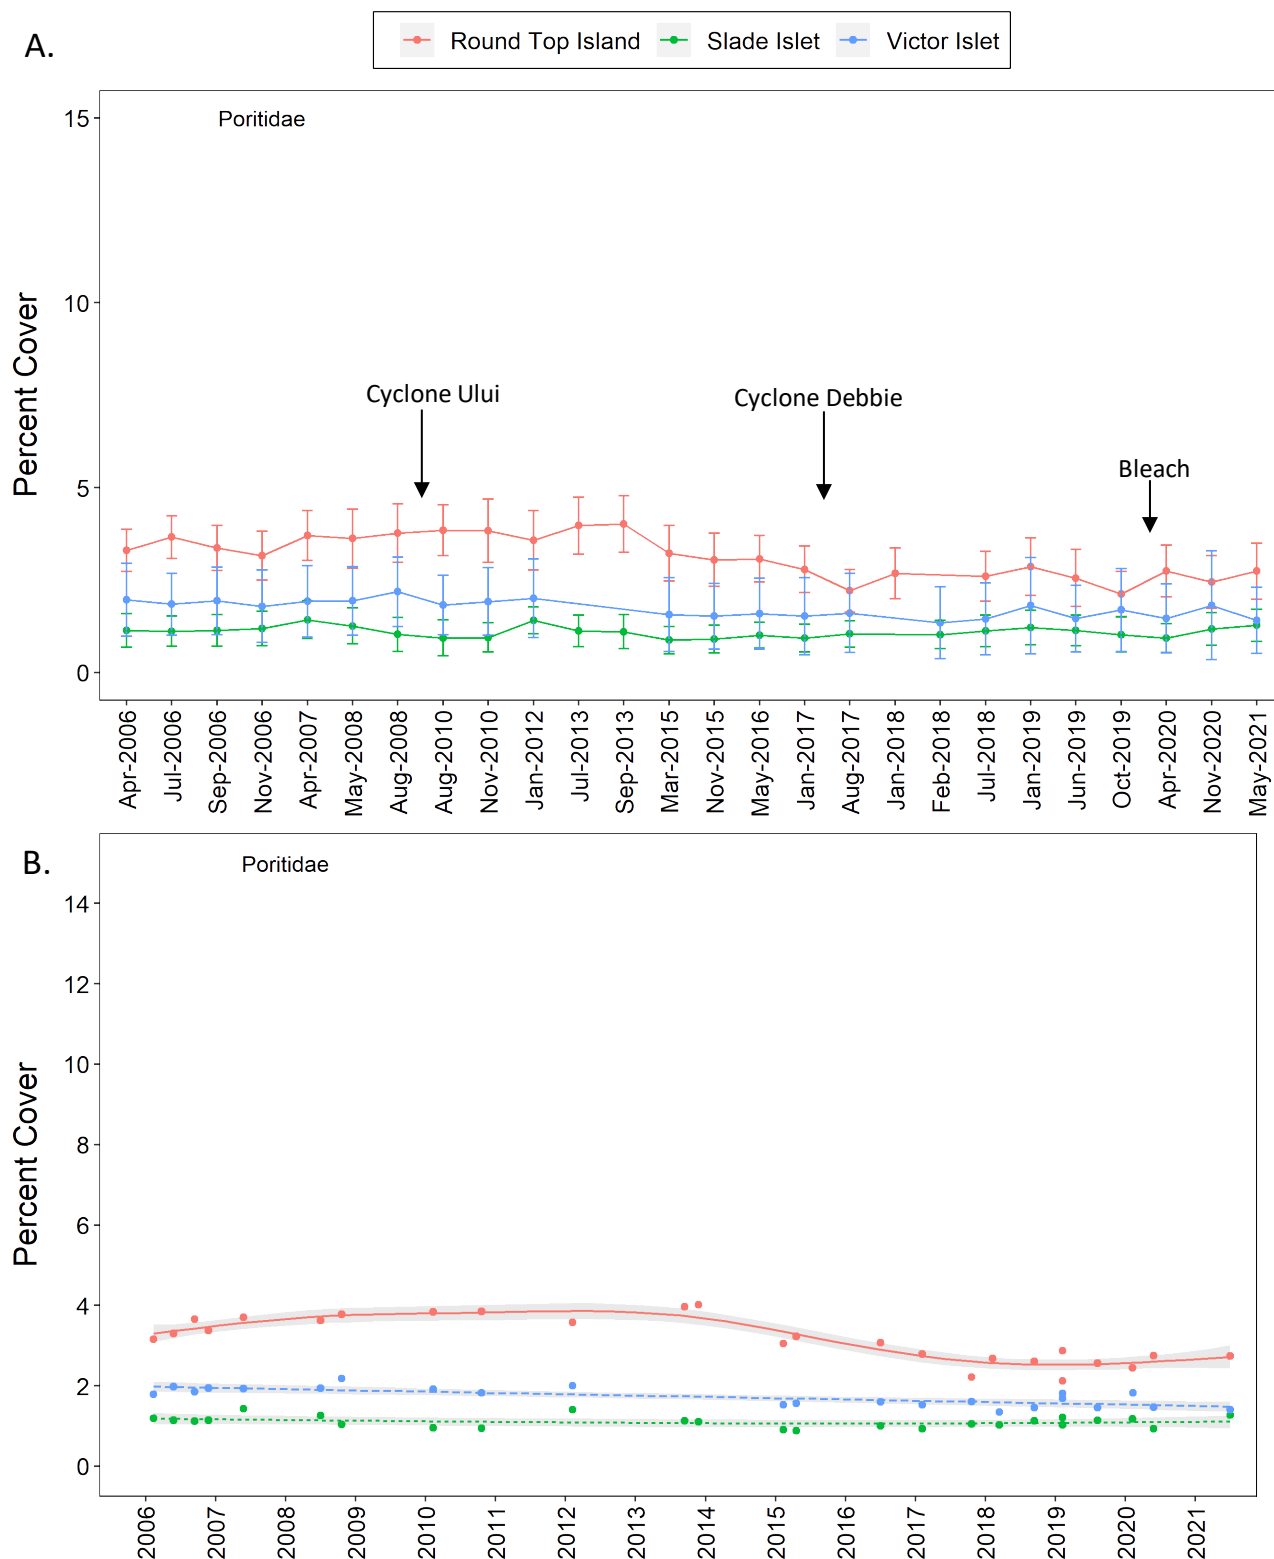 A.
Round Top Island Slade Islet Victor Islet
Poritidae
15
10
5
0
Percent Cover
Cyclone Ului
Cyclone Debbie
Bleach
Apr-2006
Jul-2006
Sep-2006
Nov-2006
Apr-2007
May-2008
Aug-2008
Aug-2010
Nov-2010
Jan-2012
Jul-2013
Sep-2013
Mar-2015
Nov-2015
May-2016
Jan-2017
Aug-2017
Jan-2018
Feb-2018
Jul-2018
Jan-2019
Jun-2019
Oct-2019
Apr-2020
Nov-2020
May-2021
B.
Poritidae
14
12
10
8
6
4
2
0
Percent Cover
2006
2007
2008
2009
2010
2011
2012
2013
2014
2015
2016
2017
2018
2019
2020
2021